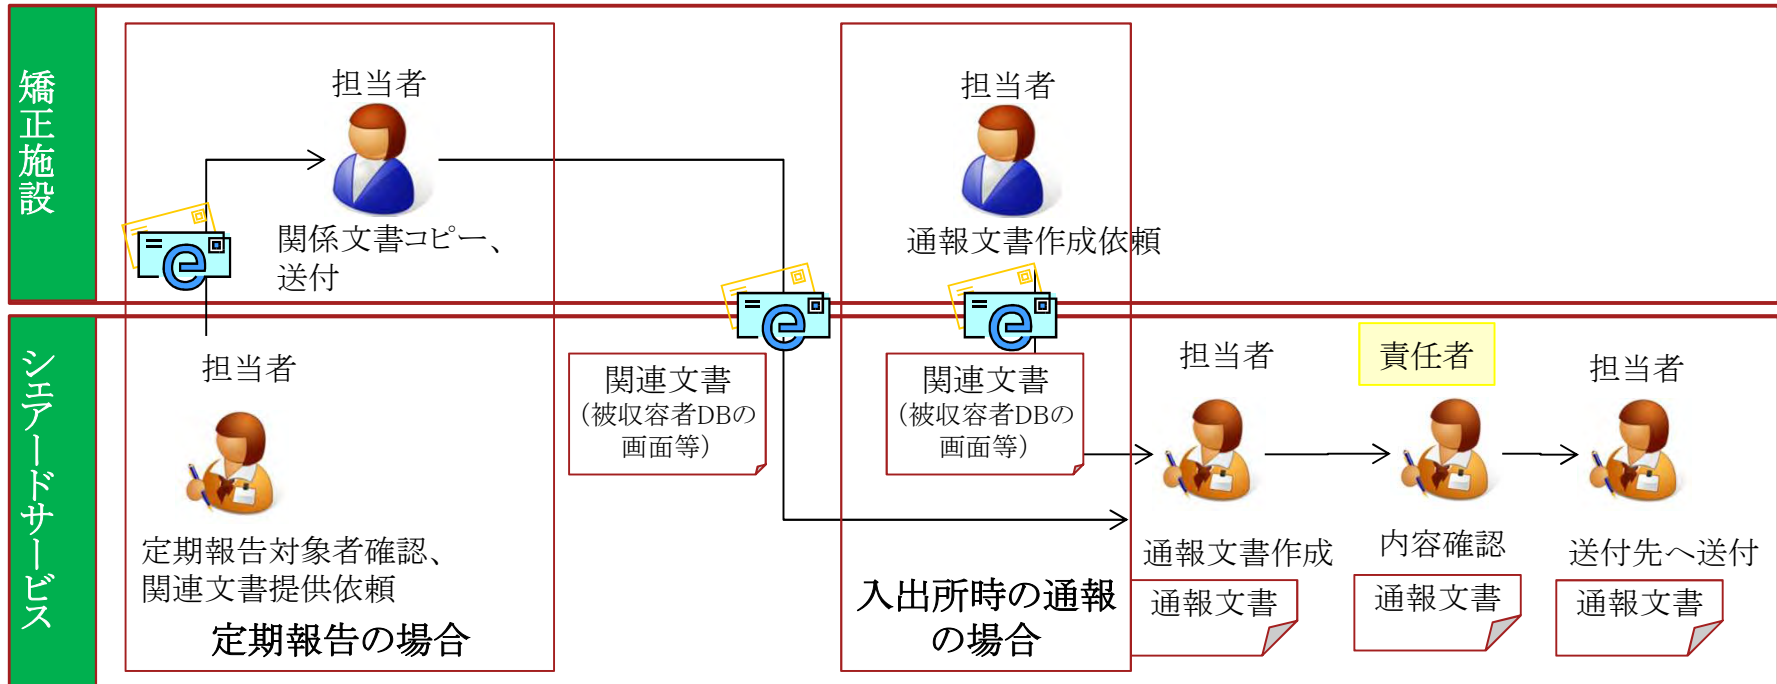 矯正施設
担当者
関係文書コピー、
送付
担当者
通報文書作成依頼
シェアードサービス
担当者
定期報告対象者確認、
関連文書提供依頼
定期報告の場合
関連文書
(被収容者DBの
画面等)
関連文書
(被収容者DBの
画面等)
入出所時の通報
の場合
担当者
通報文書作成
通報文書
責任者
内容確認
通報文書
担当者
送付先へ送付
通報文書